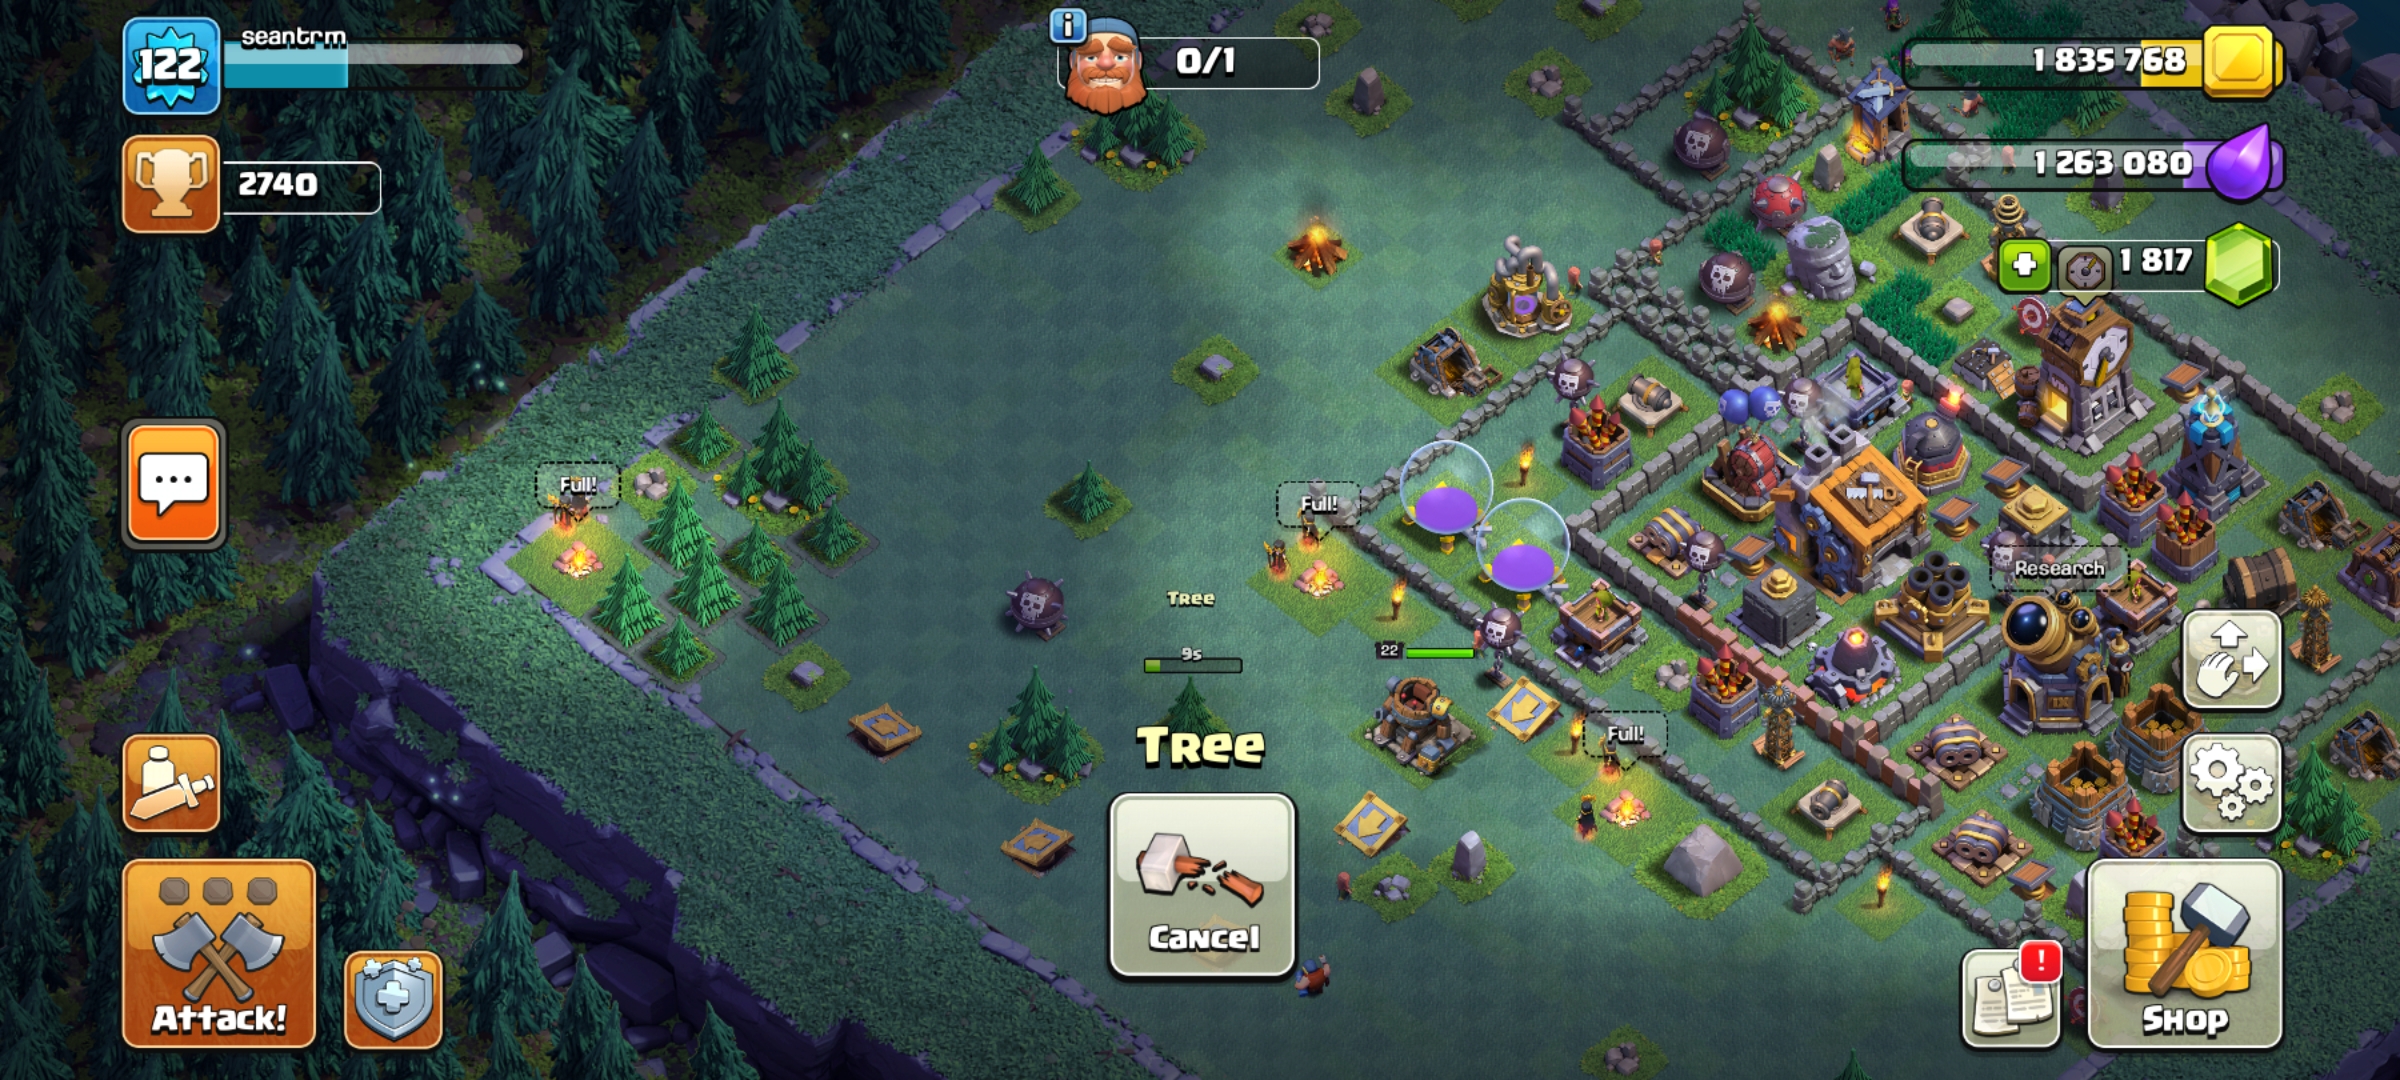 122
seantrm
0/1
1 835 768
2740
1 263 080
1 817
Full!
Full!
Research
Tree
9s
22
Full!
Tree
Cancel
Attack!
!
Shop